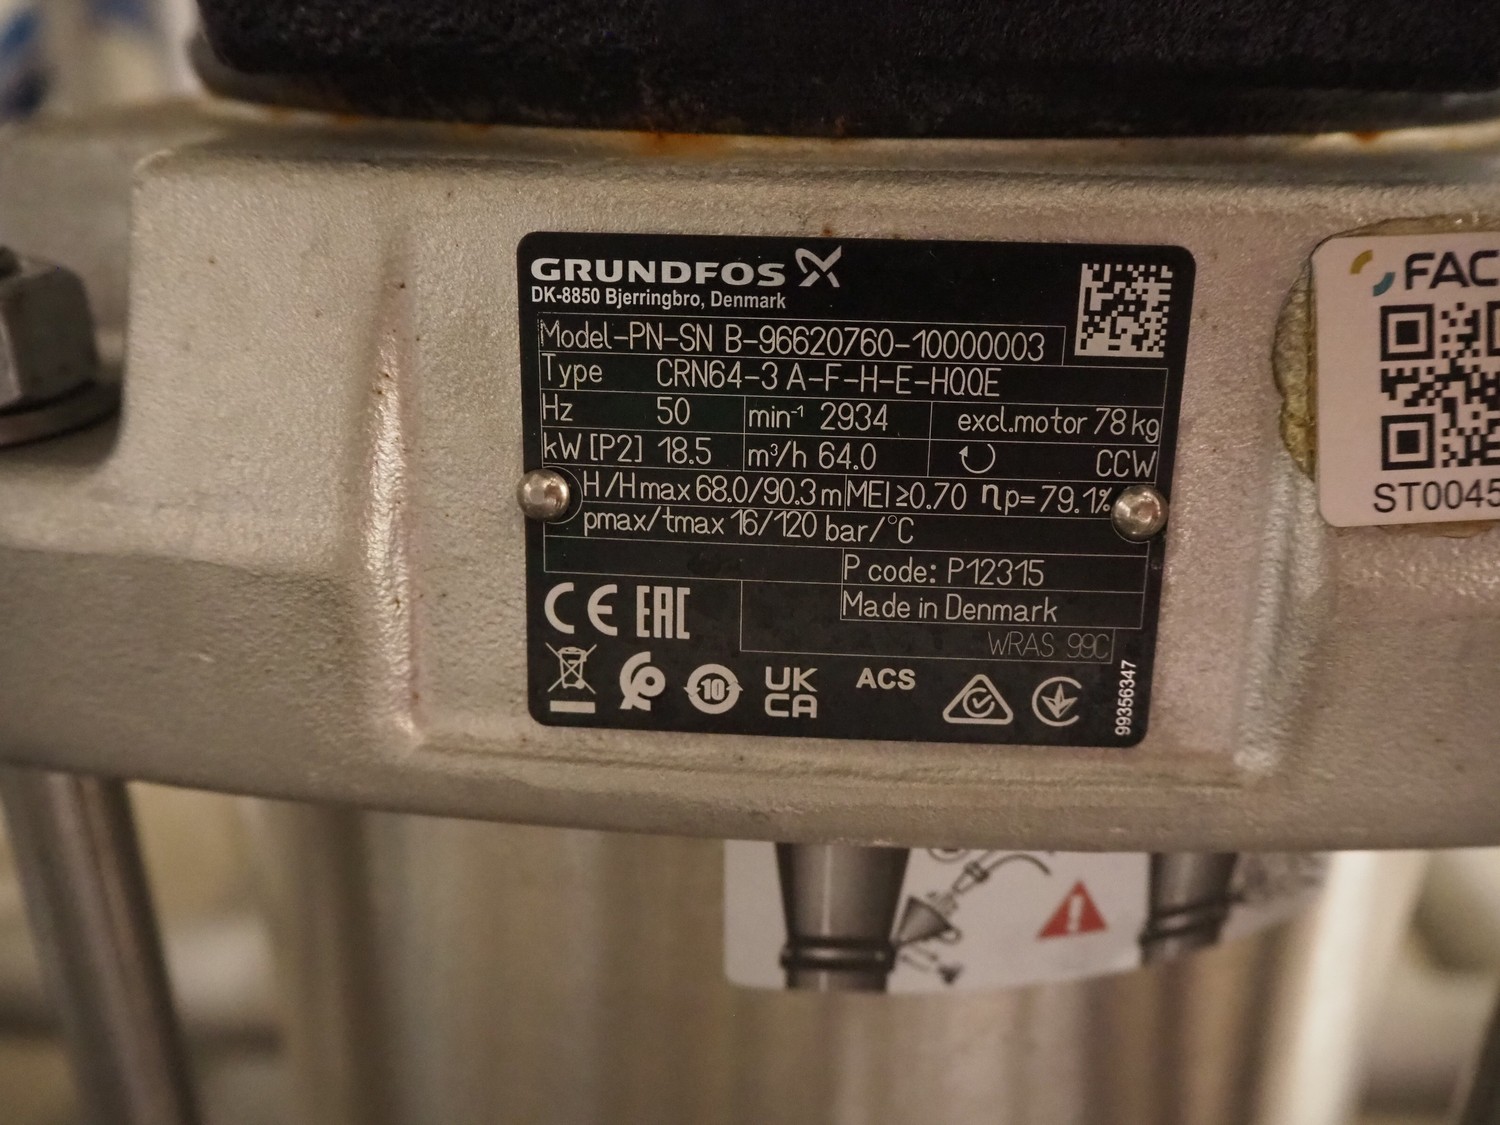 GRUNDFOS
DK-8850 Bjerringbro, Denmark
Model-PN-SN B-96620760-10000003
Type CRN64-3 A-F-H-E-HQQE
Hz 50 min⁻¹ 2934 excl.motor 78 kg
kW [P2] 18.5 m³/h 64.0 CCW
H/Hmax 68.0/90.3 m MEI ≥0.70 ηp=79.1%
pmax/tmax 16/120 bar/°C
P code: P12315
Made in Denmark
WRAS 99C
CE EAC
10 UK CA ACS
99356347
FAC
ST0045